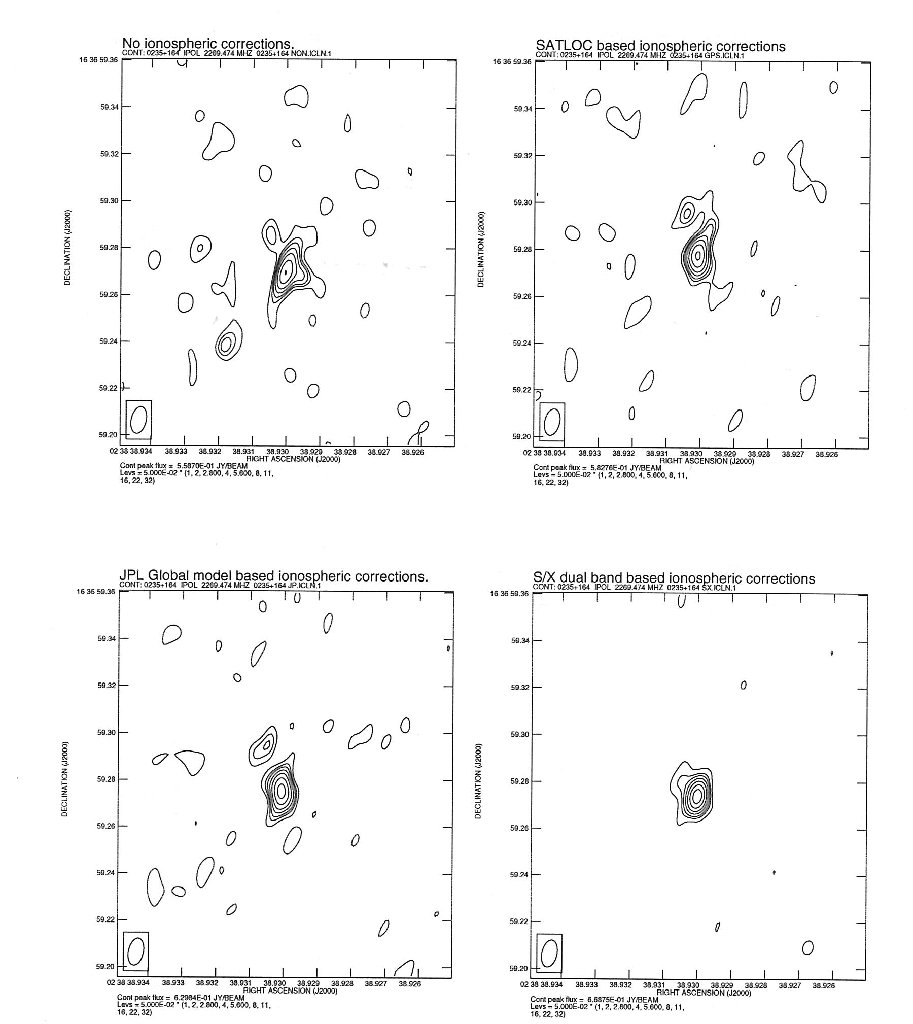 No ionospheric corrections.
CONT: 0235+164 IPOL 2269.474 MHZ 0235+164 NON.ICLN.1
16 36 59.36
59.34
59.32
59.30
59.28
59.26
59.24
59.22
59.20
DECLINATION (J2000)
02 38 38.934 38.933 38.932 38.931 38.930 38.929 38.928 38.927 38.926
RIGHT ASCENSION (J2000)
Cont peak flux = 5.5870E-01 JY/BEAM
Levs = 5.000E-02 * (1, 2, 2.800, 4, 5.600, 8, 11,
16, 22, 32)
SATLOC based ionospheric corrections
CONT: 0235+164 IPOL 2269.474 MHZ 0235+164 GPS.ICLN.1
16 36 59.36
59.34
59.32
59.30
59.28
59.26
59.24
59.22
59.20
DECLINATION (J2000)
02 38 38.934 38.933 38.932 38.931 38.930 38.929 38.928 38.927 38.926
RIGHT ASCENSION (J2000)
Cont peak flux = 5.8276E-01 JY/BEAM
Levs = 5.000E-02 * (1, 2, 2.800, 4, 5.600, 8, 11,
16, 22, 32)
JPL Global model based ionospheric corrections.
CONT: 0235+164 IPOL 2269.474 MHZ 0235+164 JP.ICLN.1
16 36 59.36
59.34
59.32
59.30
59.28
59.26
59.24
59.22
59.20
DECLINATION (J2000)
02 38 38.934 38.933 38.932 38.931 38.930 38.929 38.928 38.927 38.926
RIGHT ASCENSION (J2000)
Cont peak flux = 6.2984E-01 JY/BEAM
Levs = 5.000E-02 * (1, 2, 2.800, 4, 5.600, 8, 11,
16, 22, 32)
S/X dual band based ionospheric corrections
CONT: 0235+164 IPOL 2269.474 MHZ 0235+164 SX.ICLN.1
16 36 59.36
59.34
59.32
59.30
59.28
59.26
59.24
59.22
59.20
DECLINATION (J2000)
02 38 38.934 38.933 38.932 38.931 38.930 38.929 38.928 38.927 38.926
RIGHT ASCENSION (J2000)
Cont peak flux = 6.6875E-01 JY/BEAM
Levs = 5.000E-02 * (1, 2, 2.800, 4, 5.600, 8, 11,
16, 22, 32)